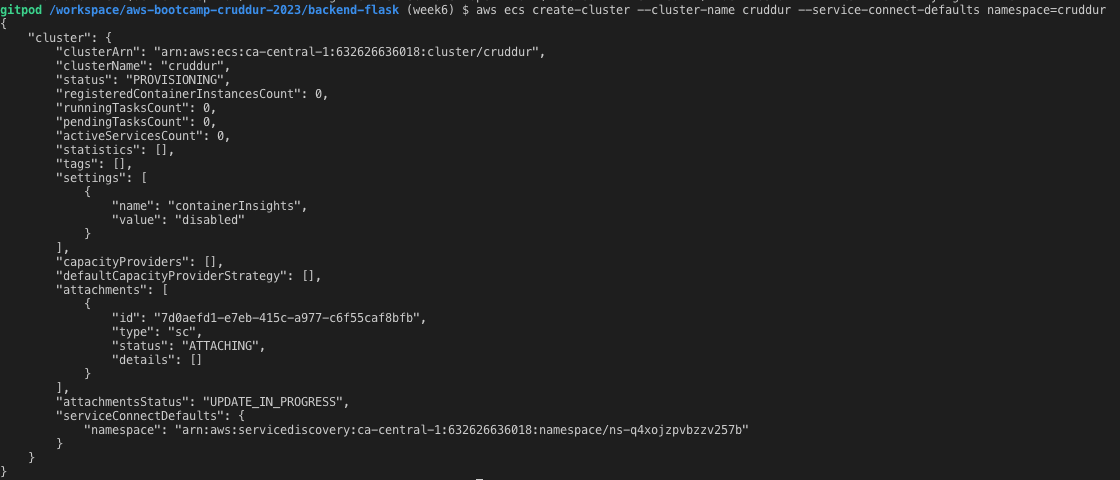 gitpod /workspace/aws-bootcamp-cruddur-2023/backend-flask (week6) $ aws ecs create-cluster --cluster-name cruddur --service-connect-defaults namespace=cruddur
{
    "cluster": {
        "clusterArn": "arn:aws:ecs:ca-central-1:632626636018:cluster/cruddur",
        "clusterName": "cruddur",
        "status": "PROVISIONING",
        "registeredContainerInstancesCount": 0,
        "runningTasksCount": 0,
        "pendingTasksCount": 0,
        "activeServicesCount": 0,
        "statistics": [],
        "tags": [],
        "settings": [
            {
                "name": "containerInsights",
                "value": "disabled"
            }
        ],
        "capacityProviders": [],
        "defaultCapacityProviderStrategy": [],
        "attachments": [
            {
                "id": "7d0aefd1-e7eb-415c-a977-c6f55caf8bfb",
                "type": "sc",
                "status": "ATTACHING",
                "details": []
            }
        ],
        "attachmentsStatus": "UPDATE_IN_PROGRESS",
        "serviceConnectDefaults": {
            "namespace": "arn:aws:servicediscovery:ca-central-1:632626636018:namespace/ns-q4xojzpvbzzv257b"
        }
    }
}